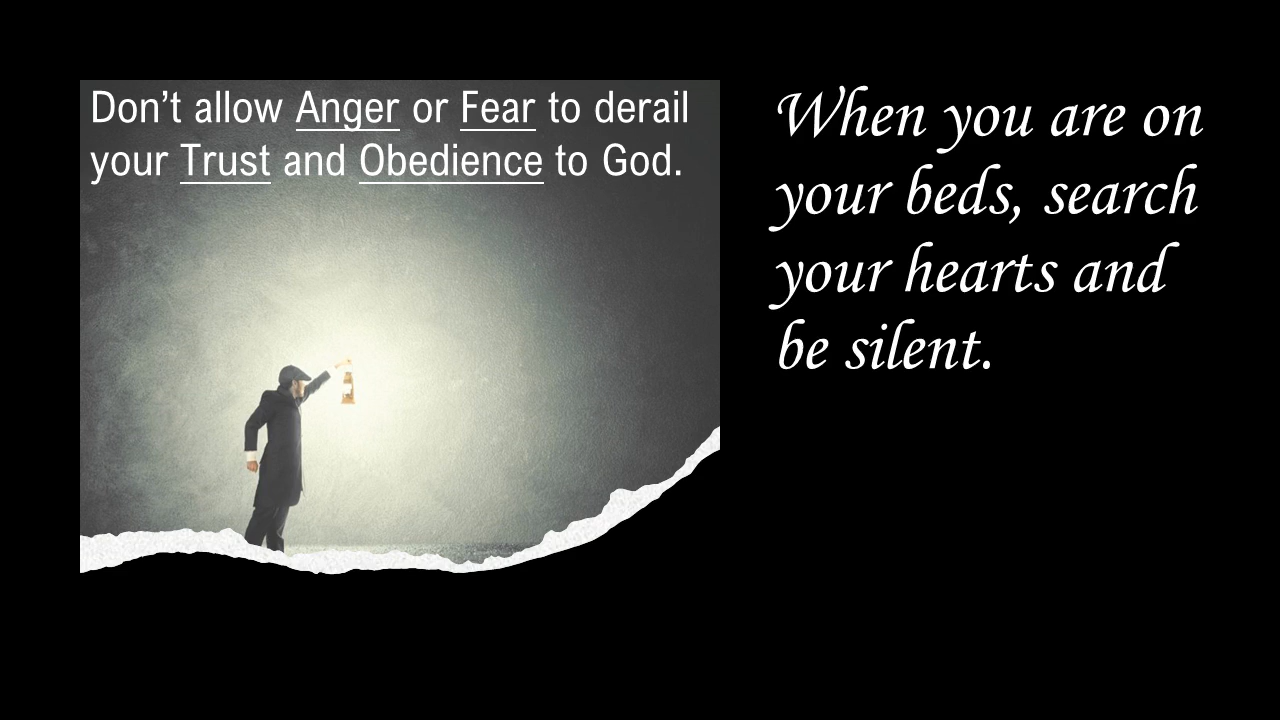 Don’t allow Anger or Fear to derail
your Trust and Obedience to God.
When you are on
your beds, search
your hearts and
be silent.